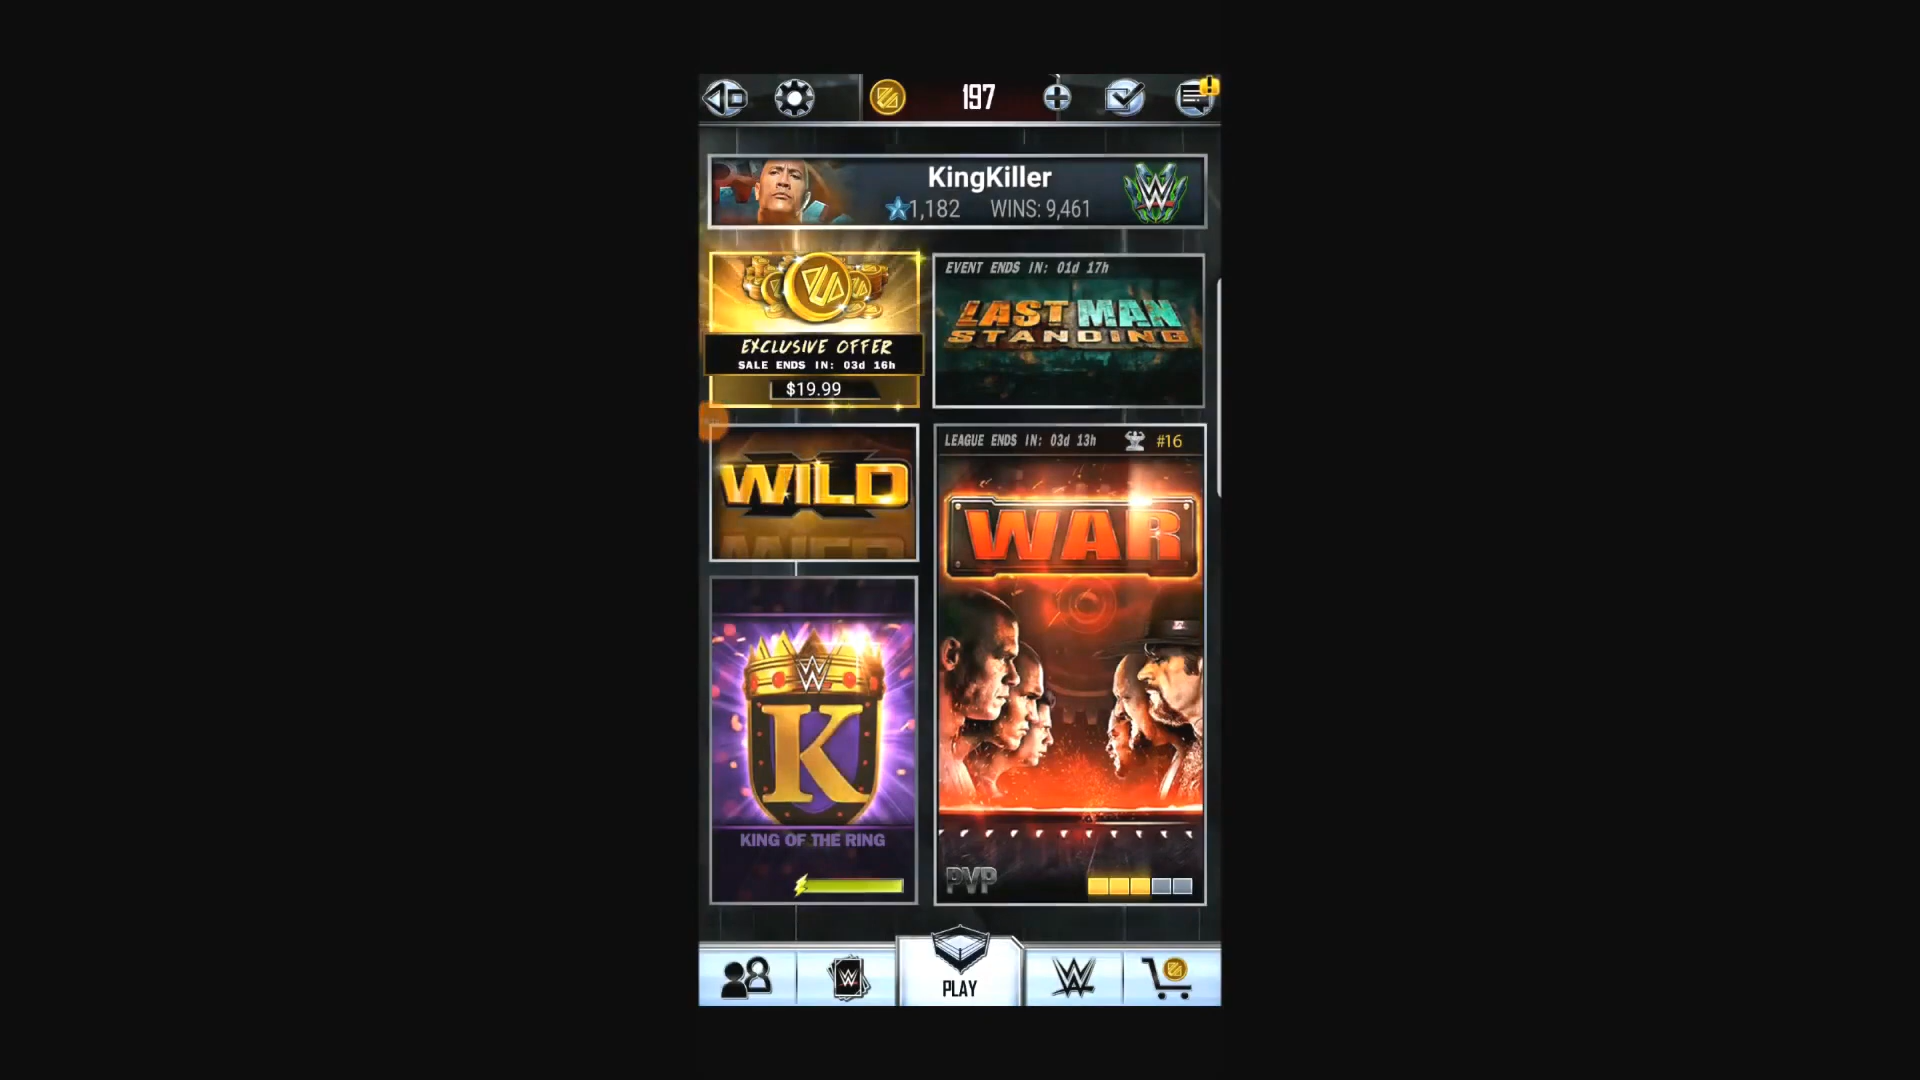 197
KingKiller
1,182 WINS: 9,461
EXCLUSIVE OFFER
SALE ENDS IN: 03d 16h
$19.99
EVENT ENDS IN: 01d 17h
LAST MAN
STANDING
WILD
LEAGUE ENDS IN: 03d 13h #16
WAR
K
KING OF THE RING
PVP
PLAY